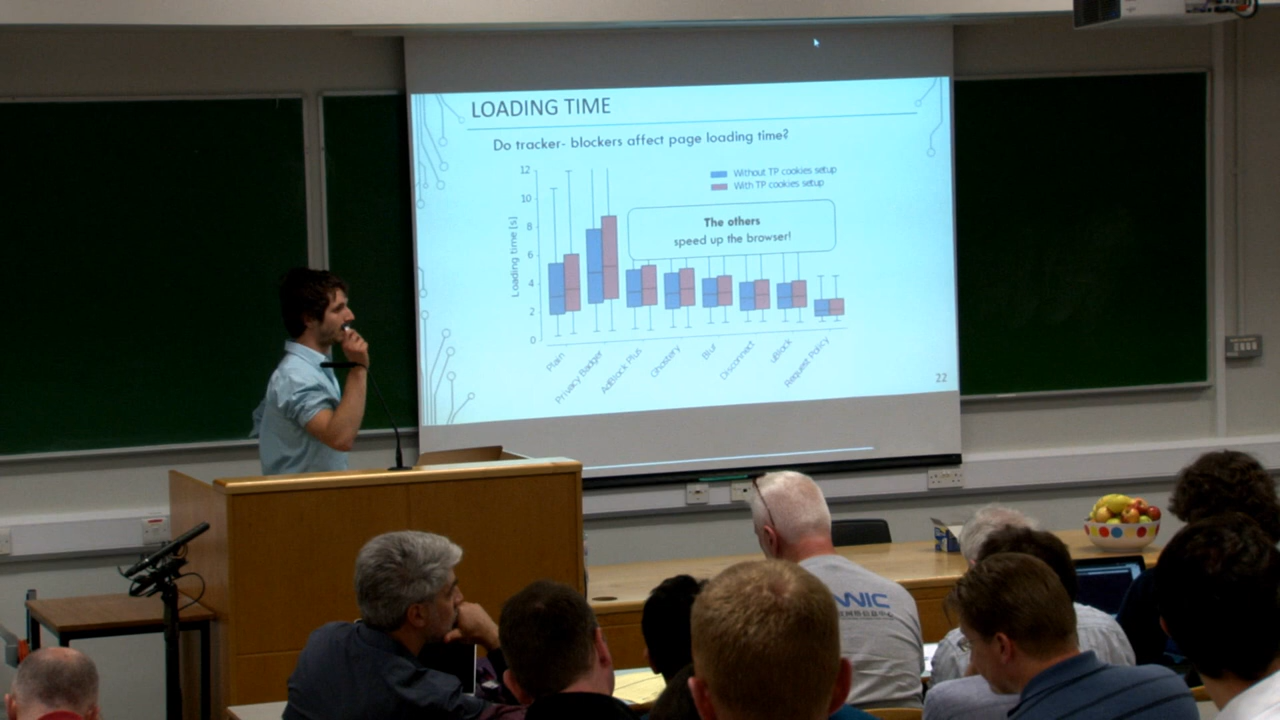 LOADING TIME
Do tracker- blockers affect page loading time?
Without TP cookies setup
With TP cookies setup
The others
speed up the browser!
Loading time [s]
12
10
8
6
4
2
0
Plain
Privacy Badger
AdBlock Plus
Ghostery
Blur
Disconnect
uBlock
Request Policy
22